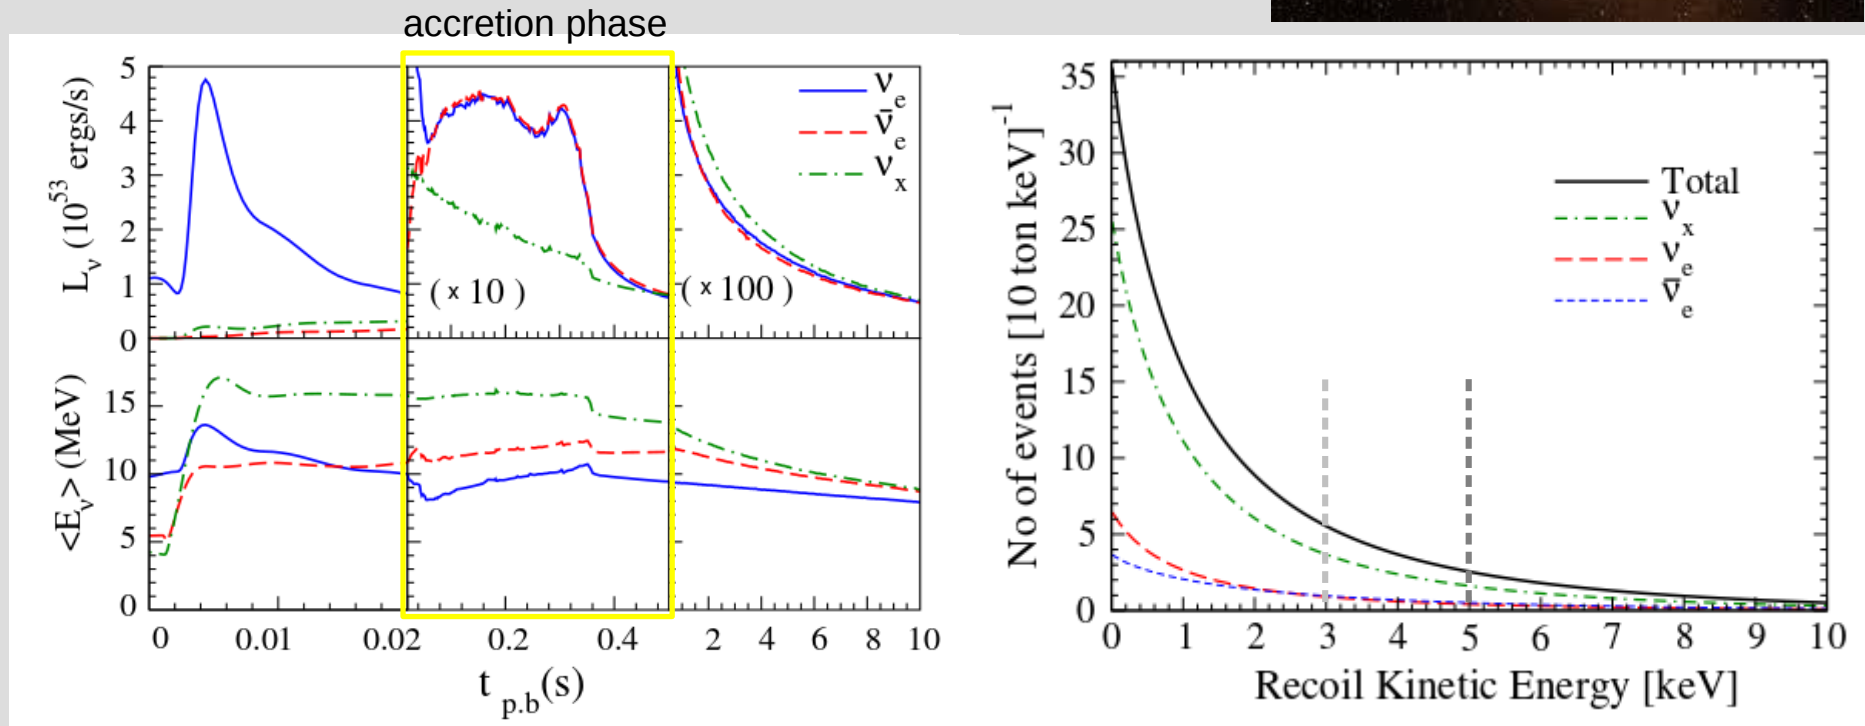 accretion phase
5
4
3
2
1
0
L_ν (10^53 ergs/s)
ν_e
ν̄_e
ν_x
(×10)
(×100)
15
10
5
0
<E_ν> (MeV)
0 0.01 0.02 0.2 0.4 2 4 6 8 10
t_p.b(s)
35
30
25
20
15
10
5
0
No of events [10 ton keV]^-1
Total
ν_x
ν_e
ν̄_e
0 1 2 3 4 5 6 7 8 9 10
Recoil Kinetic Energy [keV]